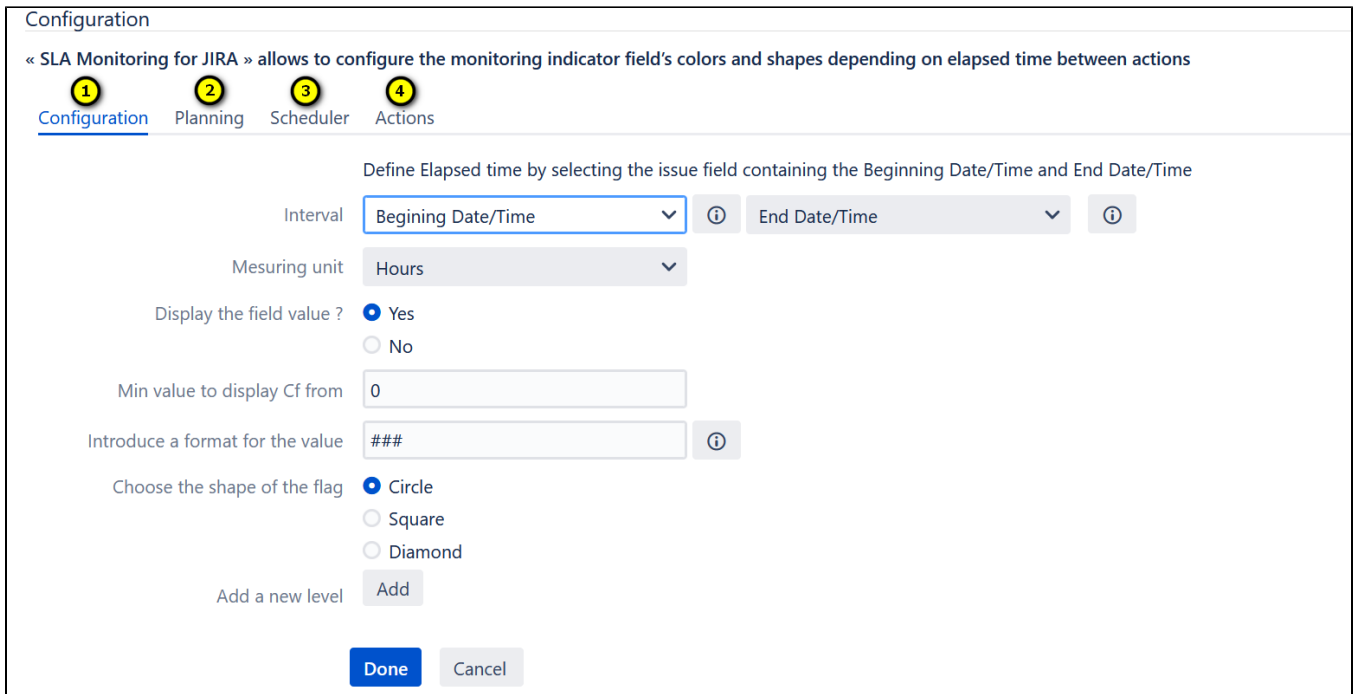 Configuration
« SLA Monitoring for JIRA » allows to configure the monitoring indicator field's colors and shapes depending on elapsed time between actions
1 2 3 4
Configuration Planning Scheduler Actions
Define Elapsed time by selecting the issue field containing the Beginning Date/Time and End Date/Time
Interval Begining Date/Time End Date/Time
Mesuring unit Hours
Display the field value ? Yes
No
Min value to display Cf from 0
Introduce a format for the value ###
Choose the shape of the flag Circle
Square
Diamond
Add a new level Add
Done Cancel